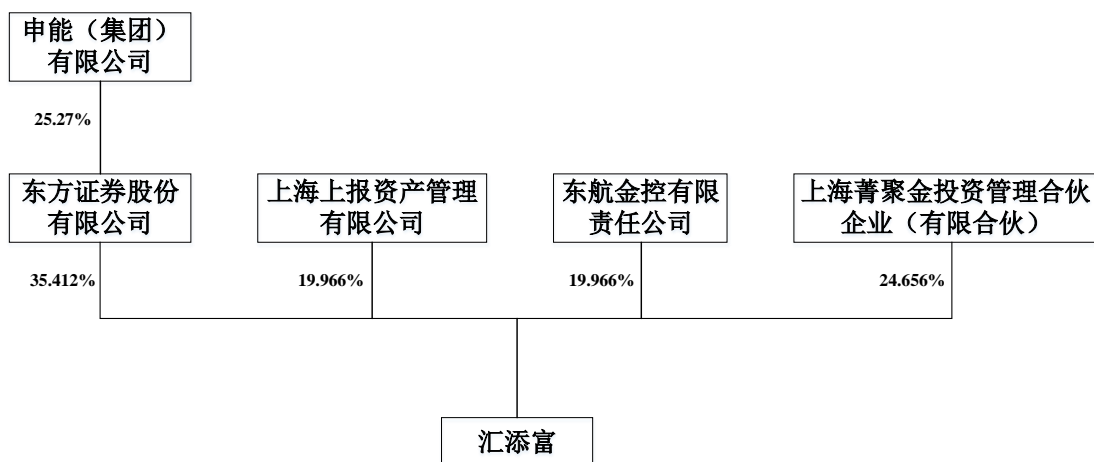 申能（集团）
有限公司
25.27%
东方证券股份
有限公司
上海上报资产管理
有限公司
东航金控有限
责任公司
上海菁聚金投资管理合伙
企业（有限合伙）
35.412%
19.966%
19.966%
24.656%
汇添富